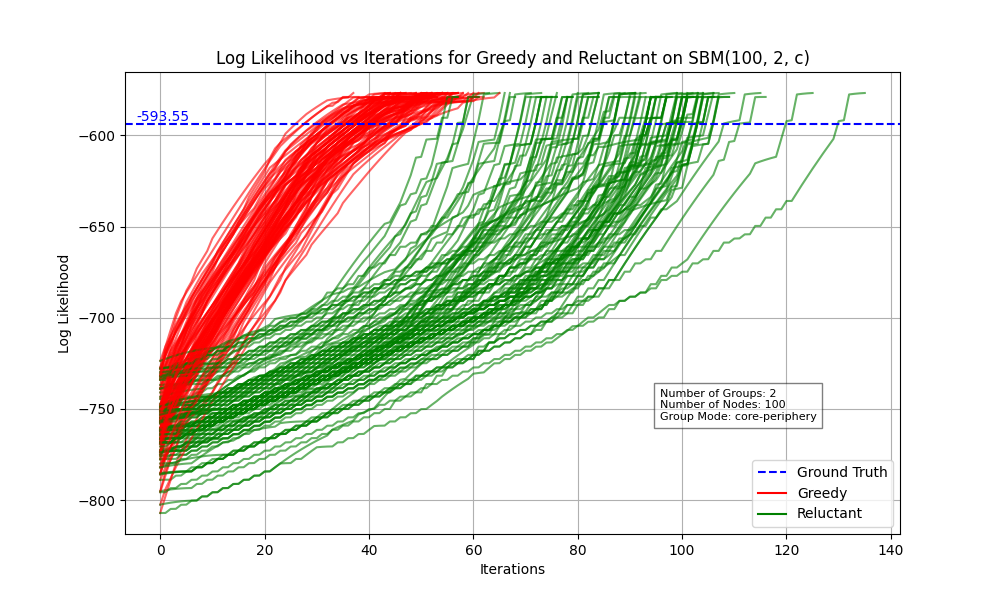 Log Likelihood vs Iterations for Greedy and Reluctant on SBM(100, 2, c)
-593.55
−600
−650
−700
−750
−800
Log Likelihood
Number of Groups: 2
Number of Nodes: 100
Group Mode: core-periphery
Ground Truth
Greedy
Reluctant
0 20 40 60 80 100 120 140
Iterations